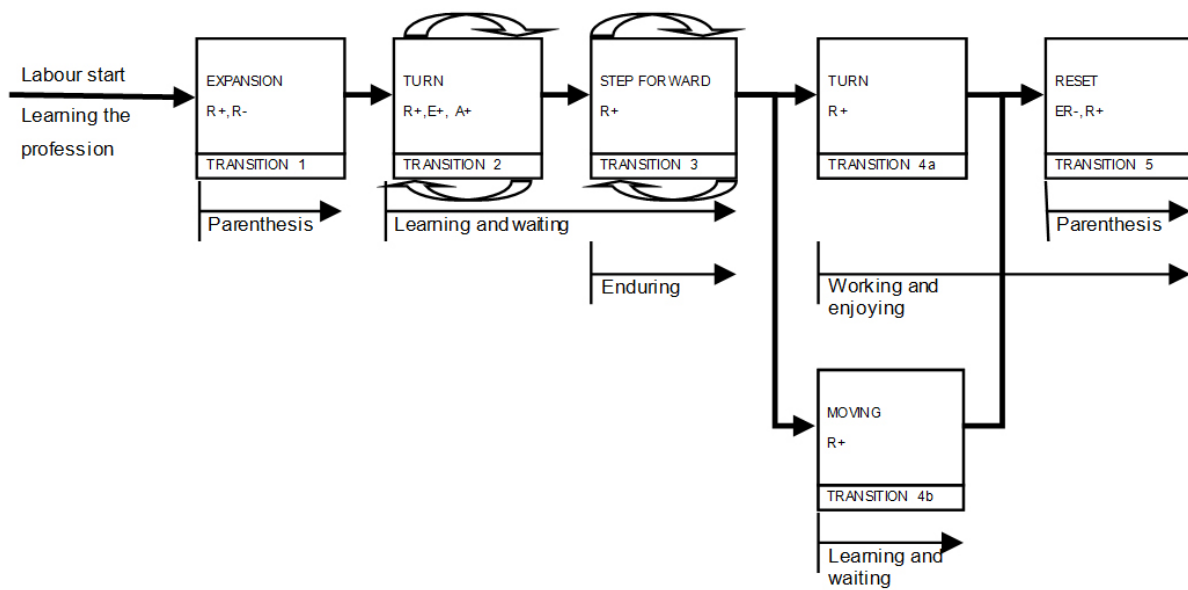 Labour start
Learning the
profession
EXPANSION
R+, R-
TRANSITION 1
Parenthesis
TURN
R+,E+, A+
TRANSITION 2
Learning and waiting
STEP FORWARD
R+
TRANSITION 3
Enduring
TURN
R+
TRANSITION 4a
Working and
enjoying
MOVING
R+
TRANSITION 4b
Learning and
waiting
RESET
ER-, R+
TRANSITION 5
Parenthesis